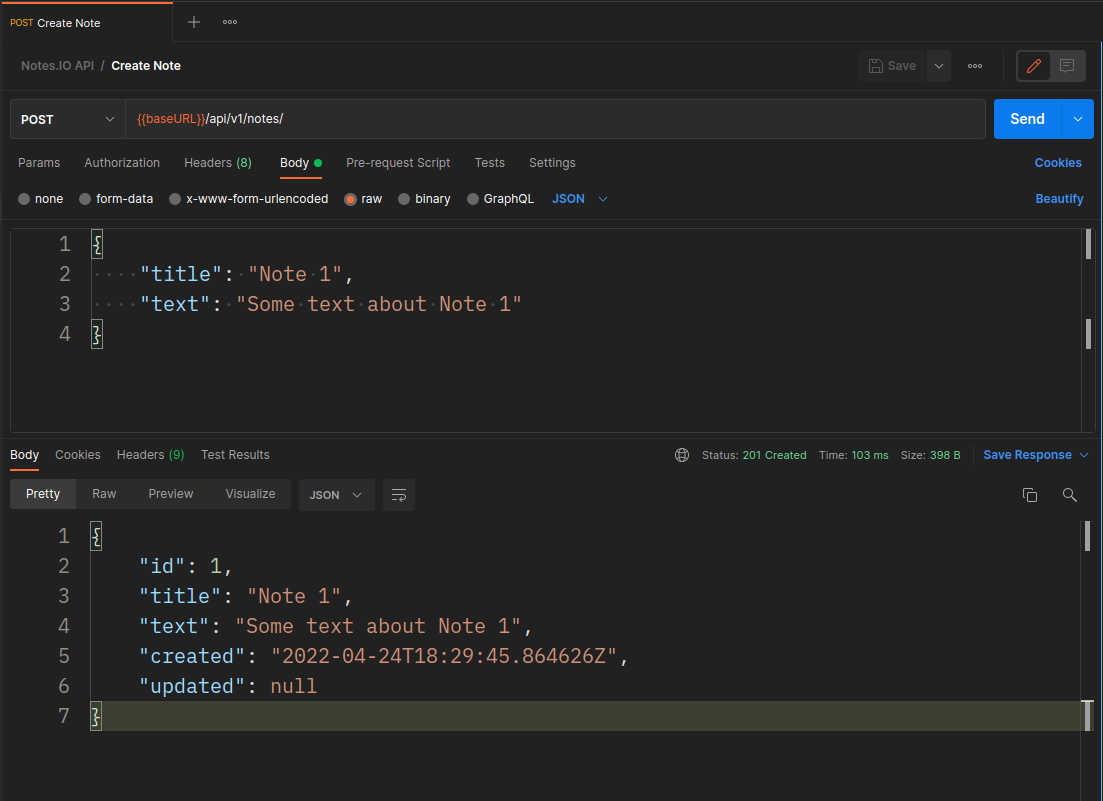 POST Create Note
Notes.IO API / Create Note
Save
POST
{{baseURL}}/api/v1/notes/
Send
Params Authorization Headers (8) Body Pre-request Script Tests Settings Cookies
none form-data x-www-form-urlencoded raw binary GraphQL JSON Beautify
1 {
2 "title": "Note 1",
3 "text": "Some text about Note 1"
4 }
Body Cookies Headers (9) Test Results Status: 201 Created Time: 103 ms Size: 398 B Save Response
Pretty Raw Preview Visualize JSON
1 {
2 "id": 1,
3 "title": "Note 1",
4 "text": "Some text about Note 1",
5 "created": "2022-04-24T18:29:45.864626Z",
6 "updated": null
7 }